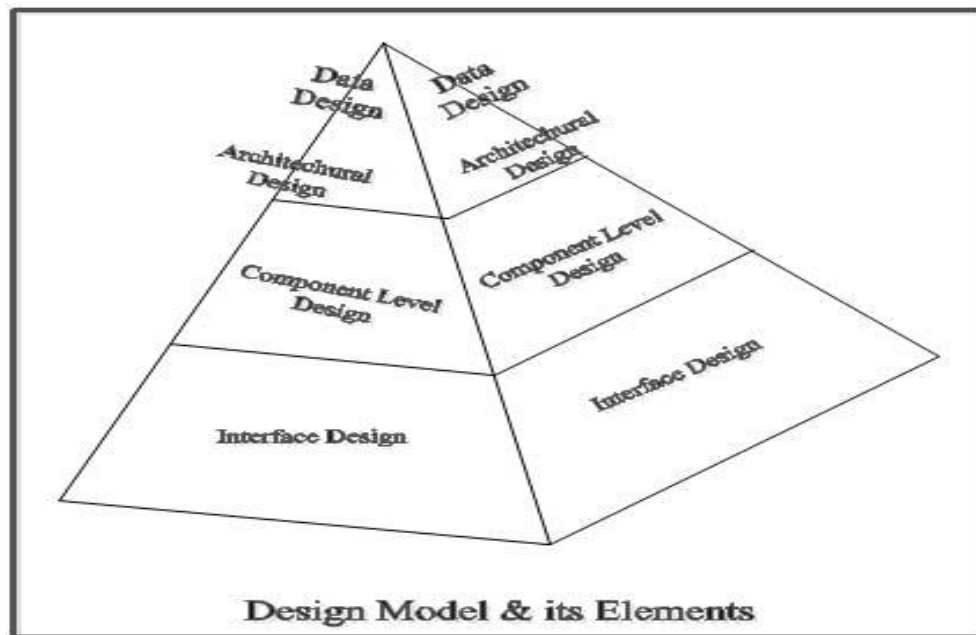 Data
Design
Data
Design
Architechural
Design
Architechural
Design
Component Level
Design
Component Level
Design
Interface Design
Interface Design
Design Model & its Elements